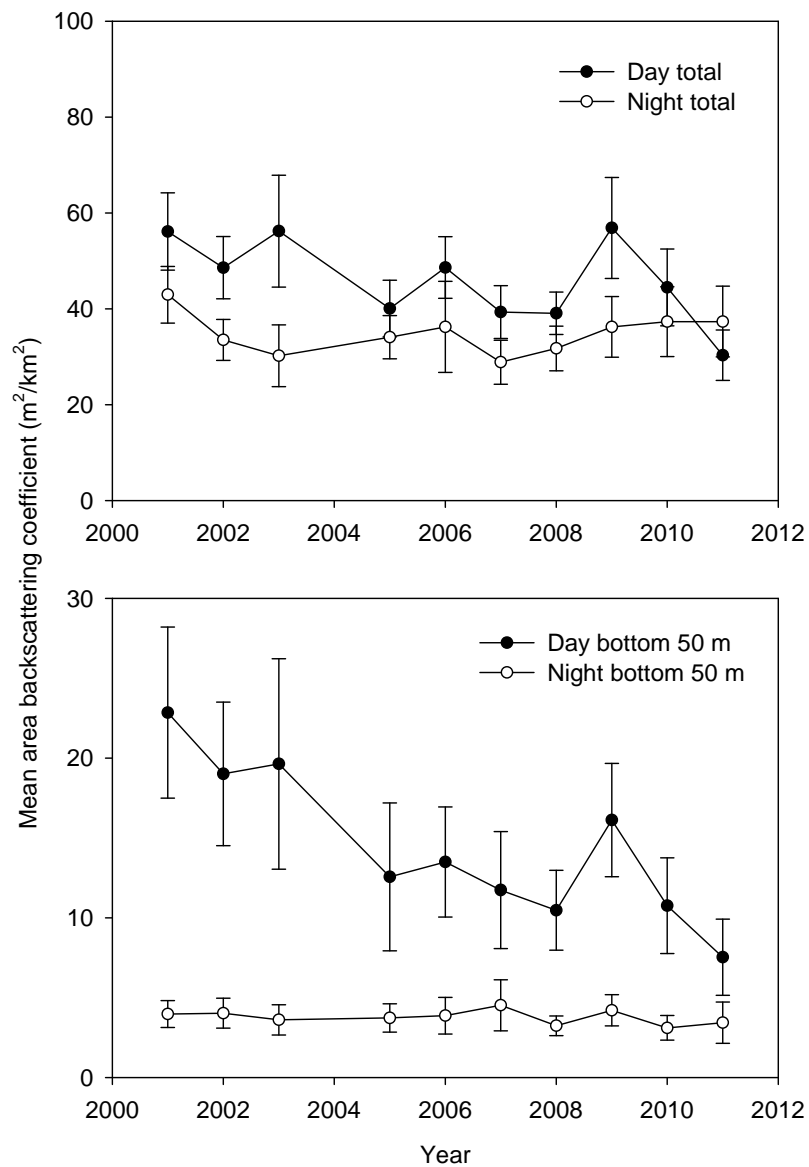 100
80
60
40
20
0
Day total
Night total
2000 2002 2004 2006 2008 2010 2012
Mean area backscattering coefficient (m²/km²)
30
20
10
0
Day bottom 50 m
Night bottom 50 m
2000 2002 2004 2006 2008 2010 2012
Year